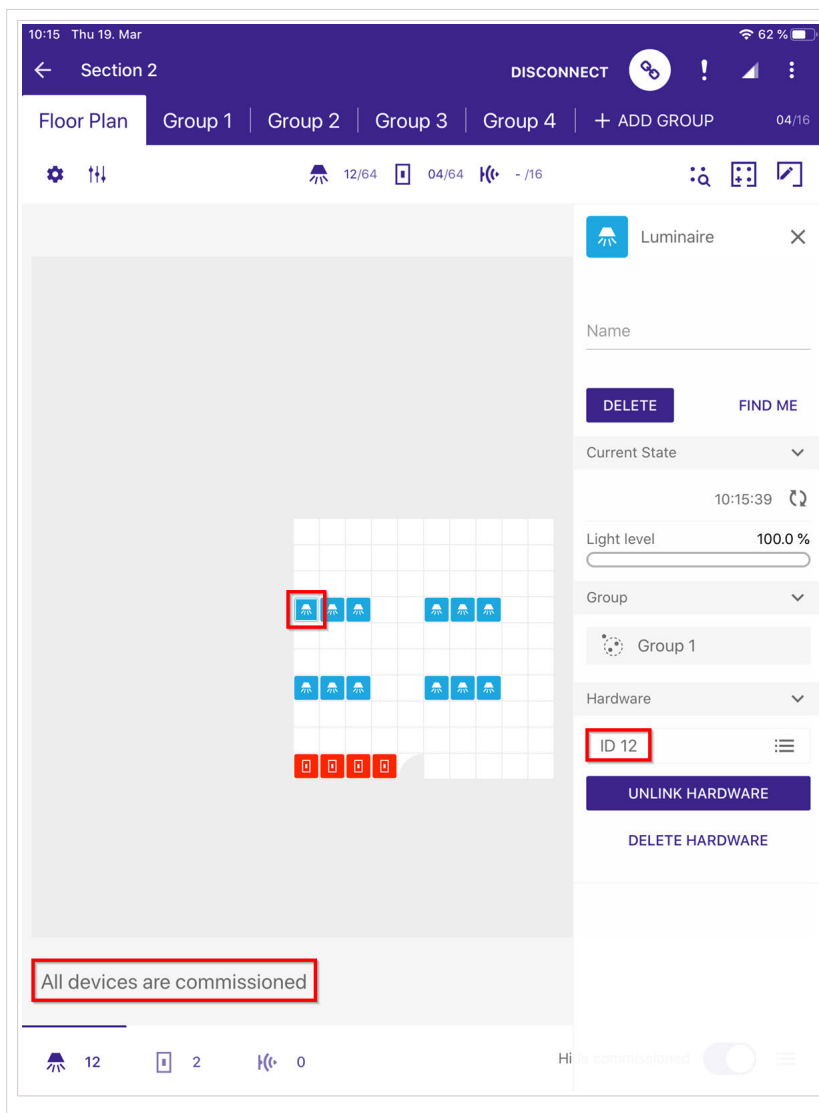 10:15 Thu 19. Mar 62 %
Section 2 DISCONNECT
Floor Plan Group 1 Group 2 Group 3 Group 4 + ADD GROUP 04/16
12/64 04/64 - /16
Luminaire
Name
DELETE FIND ME
Current State
10:15:39
Light level 100.0 %
Group
Group 1
Hardware
ID 12
UNLINK HARDWARE
DELETE HARDWARE
All devices are commissioned
12 2 0 Hide commissioned